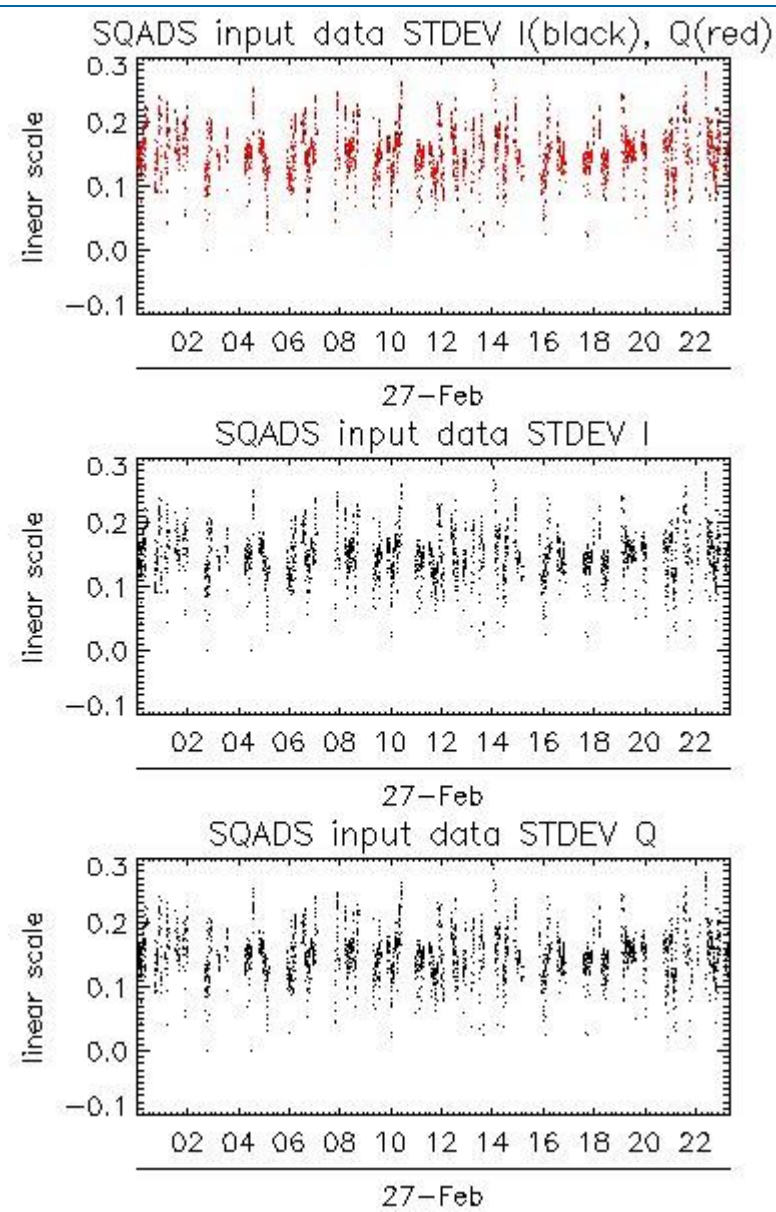 SQADS input data STDEV I(black), Q(red)
linear scale
0.3
0.2
0.1
0.0
−0.1
02 04 06 08 10 12 14 16 18 20 22
27−Feb
SQADS input data STDEV I
linear scale
0.3
0.2
0.1
0.0
−0.1
02 04 06 08 10 12 14 16 18 20 22
27−Feb
SQADS input data STDEV Q
linear scale
0.3
0.2
0.1
0.0
−0.1
02 04 06 08 10 12 14 16 18 20 22
27−Feb